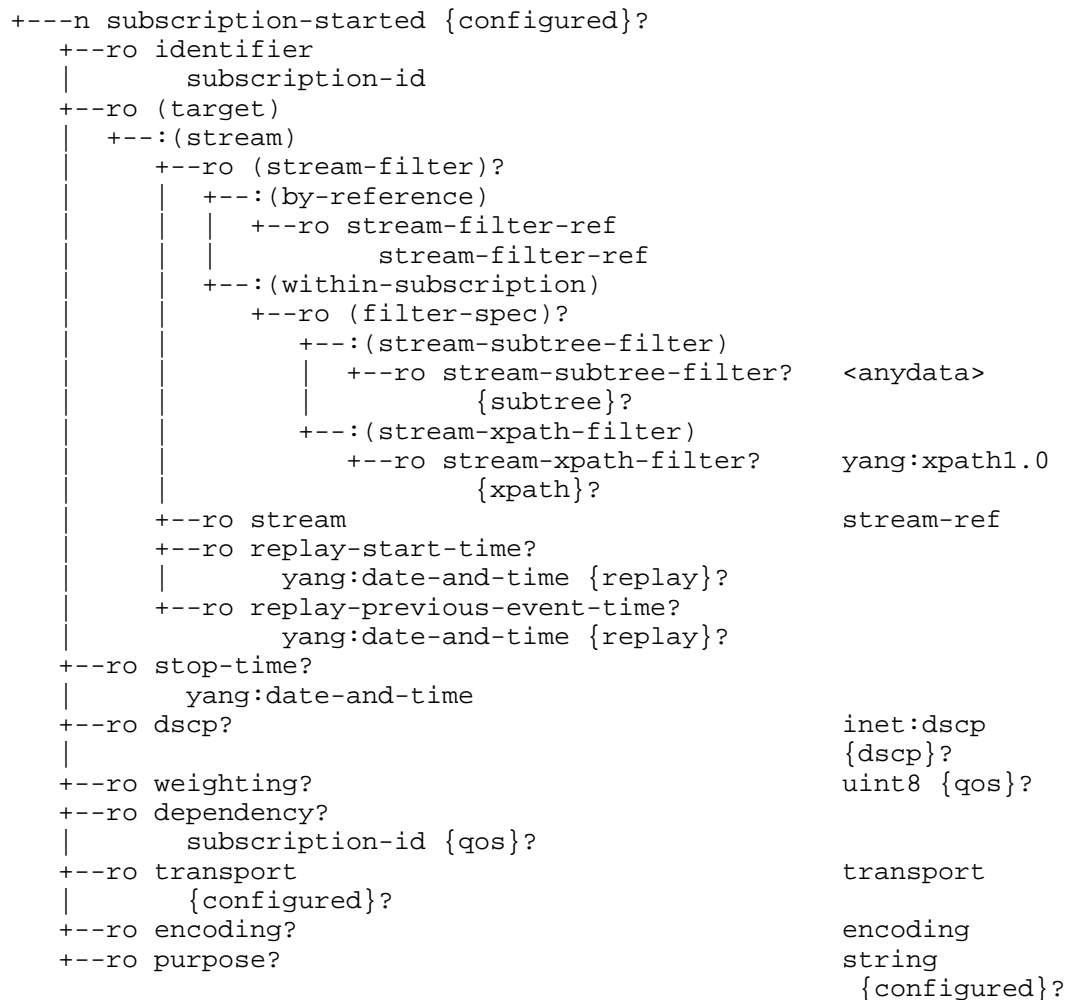 +---n subscription-started {configured}?
   +--ro identifier
   |       subscription-id
   +--ro (target)
   |  +--:(stream)
   |     +--ro (stream-filter)?
   |     |  +--:(by-reference)
   |     |  |  +--ro stream-filter-ref
   |     |  |          stream-filter-ref
   |     |  +--:(within-subscription)
   |     |     +--ro (filter-spec)?
   |     |        +--:(stream-subtree-filter)
   |     |        |  +--ro stream-subtree-filter?   <anydata>
   |     |        |          {subtree}?
   |     |        +--:(stream-xpath-filter)
   |     |           +--ro stream-xpath-filter?     yang:xpath1.0
   |     |                   {xpath}?
   |     +--ro stream                               stream-ref
   |     +--ro replay-start-time?
   |     |       yang:date-and-time {replay}?
   |     +--ro replay-previous-event-time?
   |             yang:date-and-time {replay}?
   +--ro stop-time?
   |       yang:date-and-time
   +--ro dscp?                                      inet:dscp
   |                                                {dscp}?
   +--ro weighting?                                 uint8 {qos}?
   +--ro dependency?
   |       subscription-id {qos}?
   +--ro transport                                  transport
   |       {configured}?
   +--ro encoding?                                  encoding
   +--ro purpose?                                   string
                                                     {configured}?